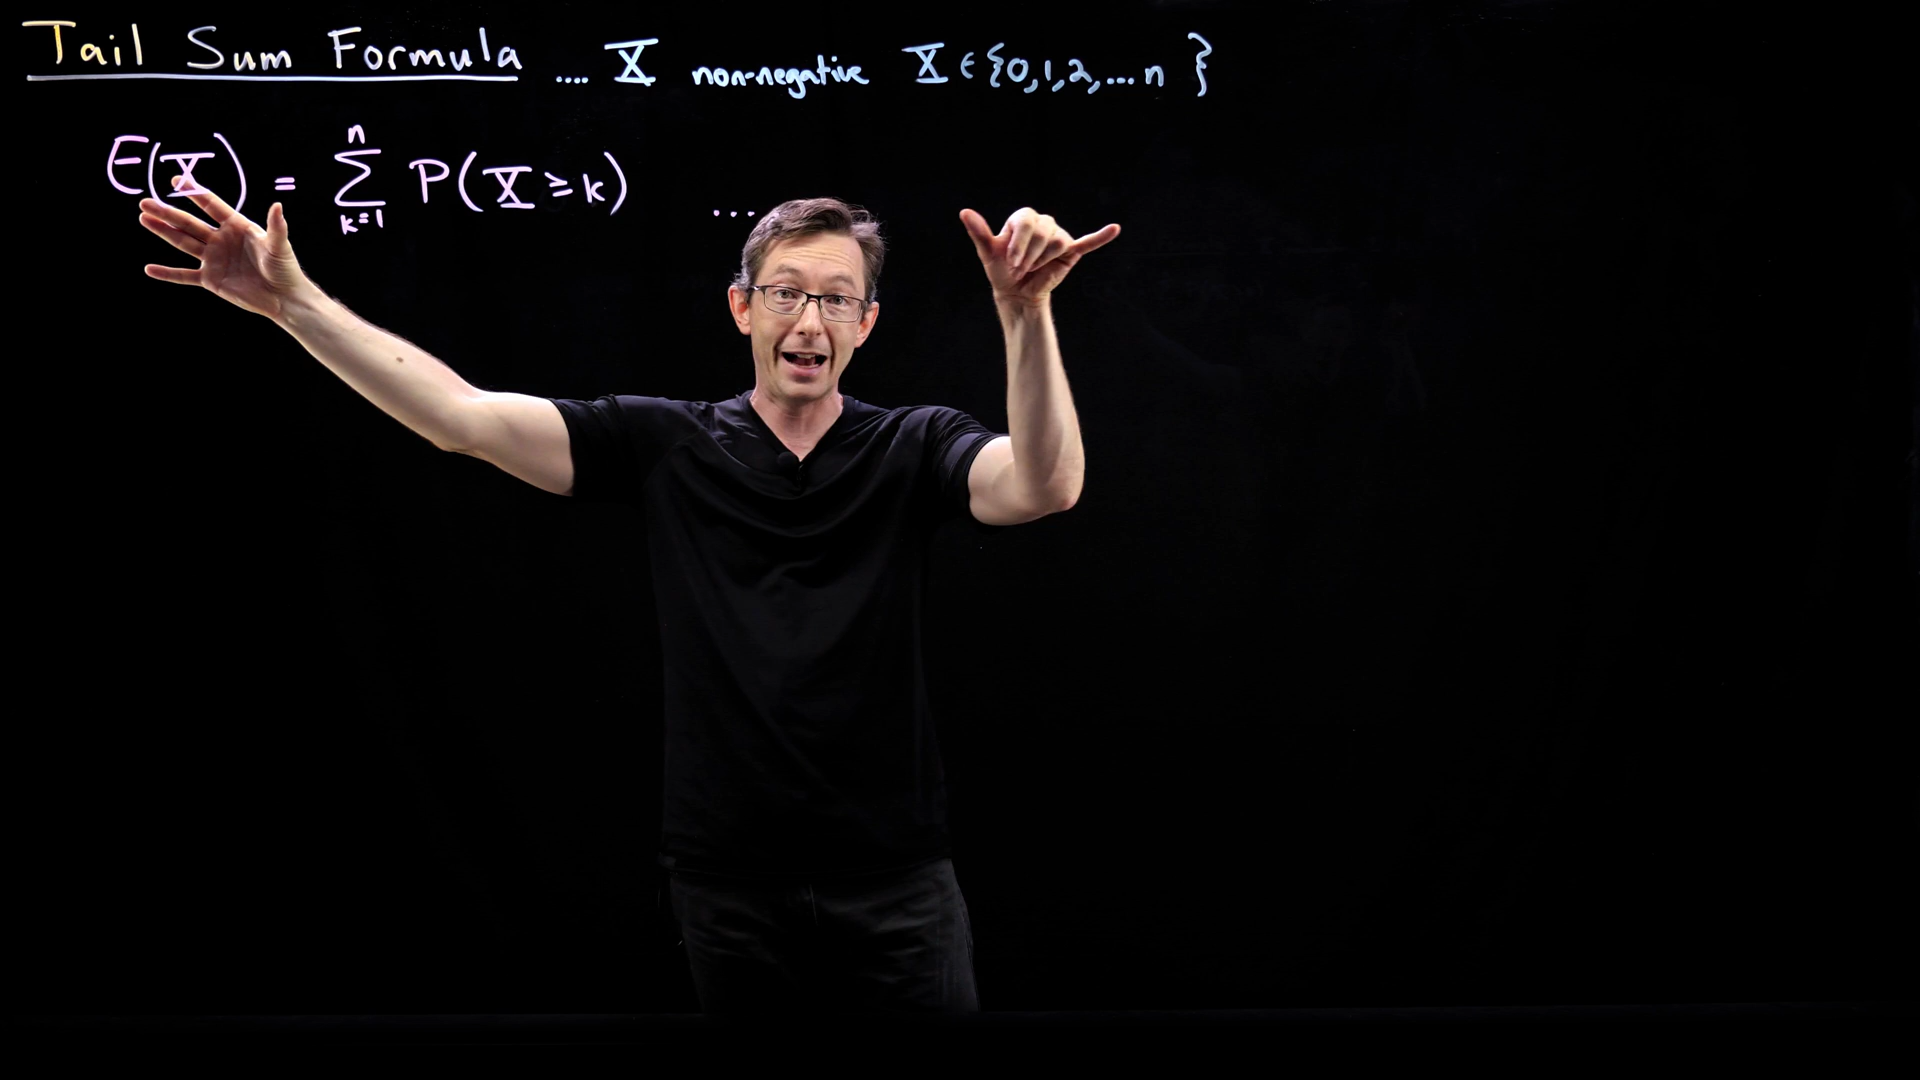 Tail Sum Formula .... X non-negative X ∈ {0,1,2,... n }
E(X) = n∑k=1 P(X ≥ k) ...